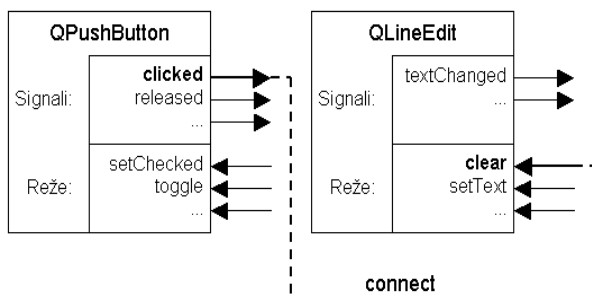 QPushButton
Signali:
clicked
released
...
Reže:
setChecked
toggle
...
QLineEdit
Signali:
textChanged
...
Reže:
clear
setText
...
connect